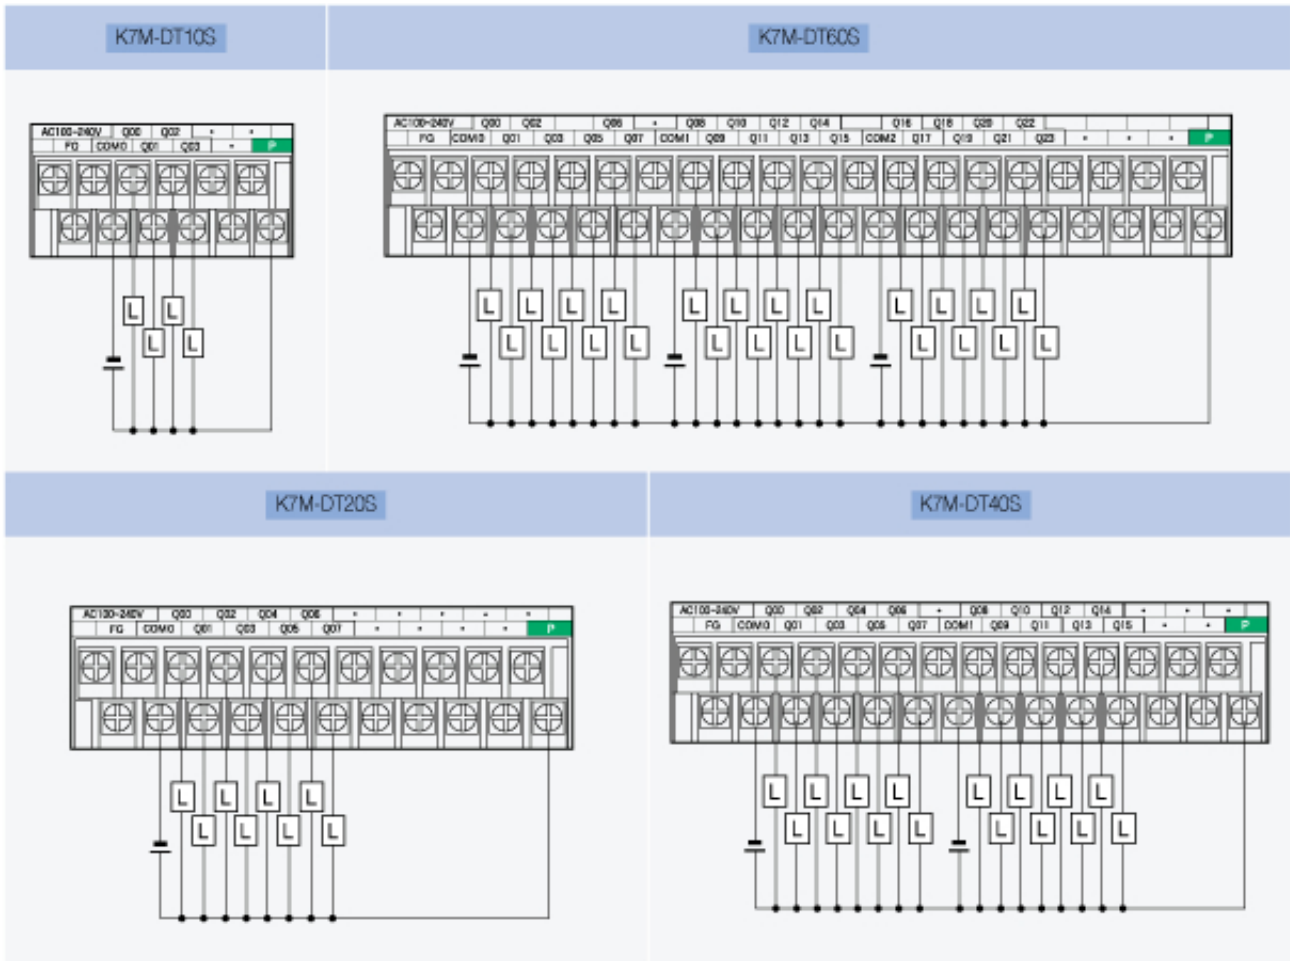 K7M-DT10S
K7M-DT60S
AC100-240V Q00 Q02 • •
FG COM0 Q01 Q03 • P
L L
L L
AC100-240V Q00 Q02 Q06 • Q08 Q10 Q12 Q14 Q16 Q18 Q20 Q22
FG COM0 Q01 Q03 Q05 Q07 COM1 Q09 Q11 Q13 Q15 COM2 Q17 Q19 Q21 Q23 • • • P
L L L L L L L L L L L L
L L L L L L L L L L L L
K7M-DT20S
K7M-DT40S
AC100-240V Q00 Q02 Q04 Q06 • • • • •
FG COM0 Q01 Q03 Q05 Q07 • • • • P
L L L L
L L L L
AC100-240V Q00 Q02 Q04 Q06 • Q08 Q10 Q12 Q14 • • •
FG COM0 Q01 Q03 Q05 Q07 COM1 Q09 Q11 Q13 Q15 • • P
L L L L L L L L
L L L L L L L L